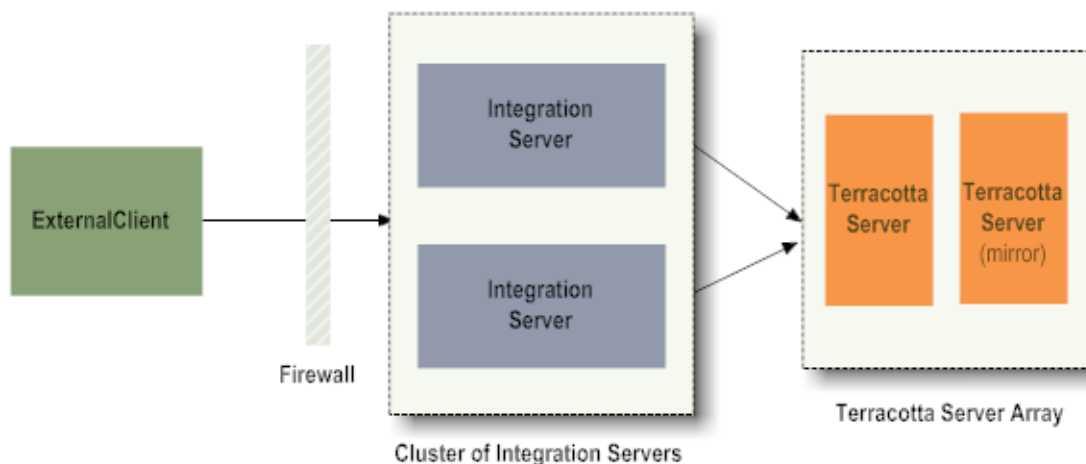 ExternalClient
Firewall
Integration
Server
Integration
Server
Cluster of Integration Servers
Terracotta
Server
Terracotta
Server
(mirror)
Terracotta Server Array